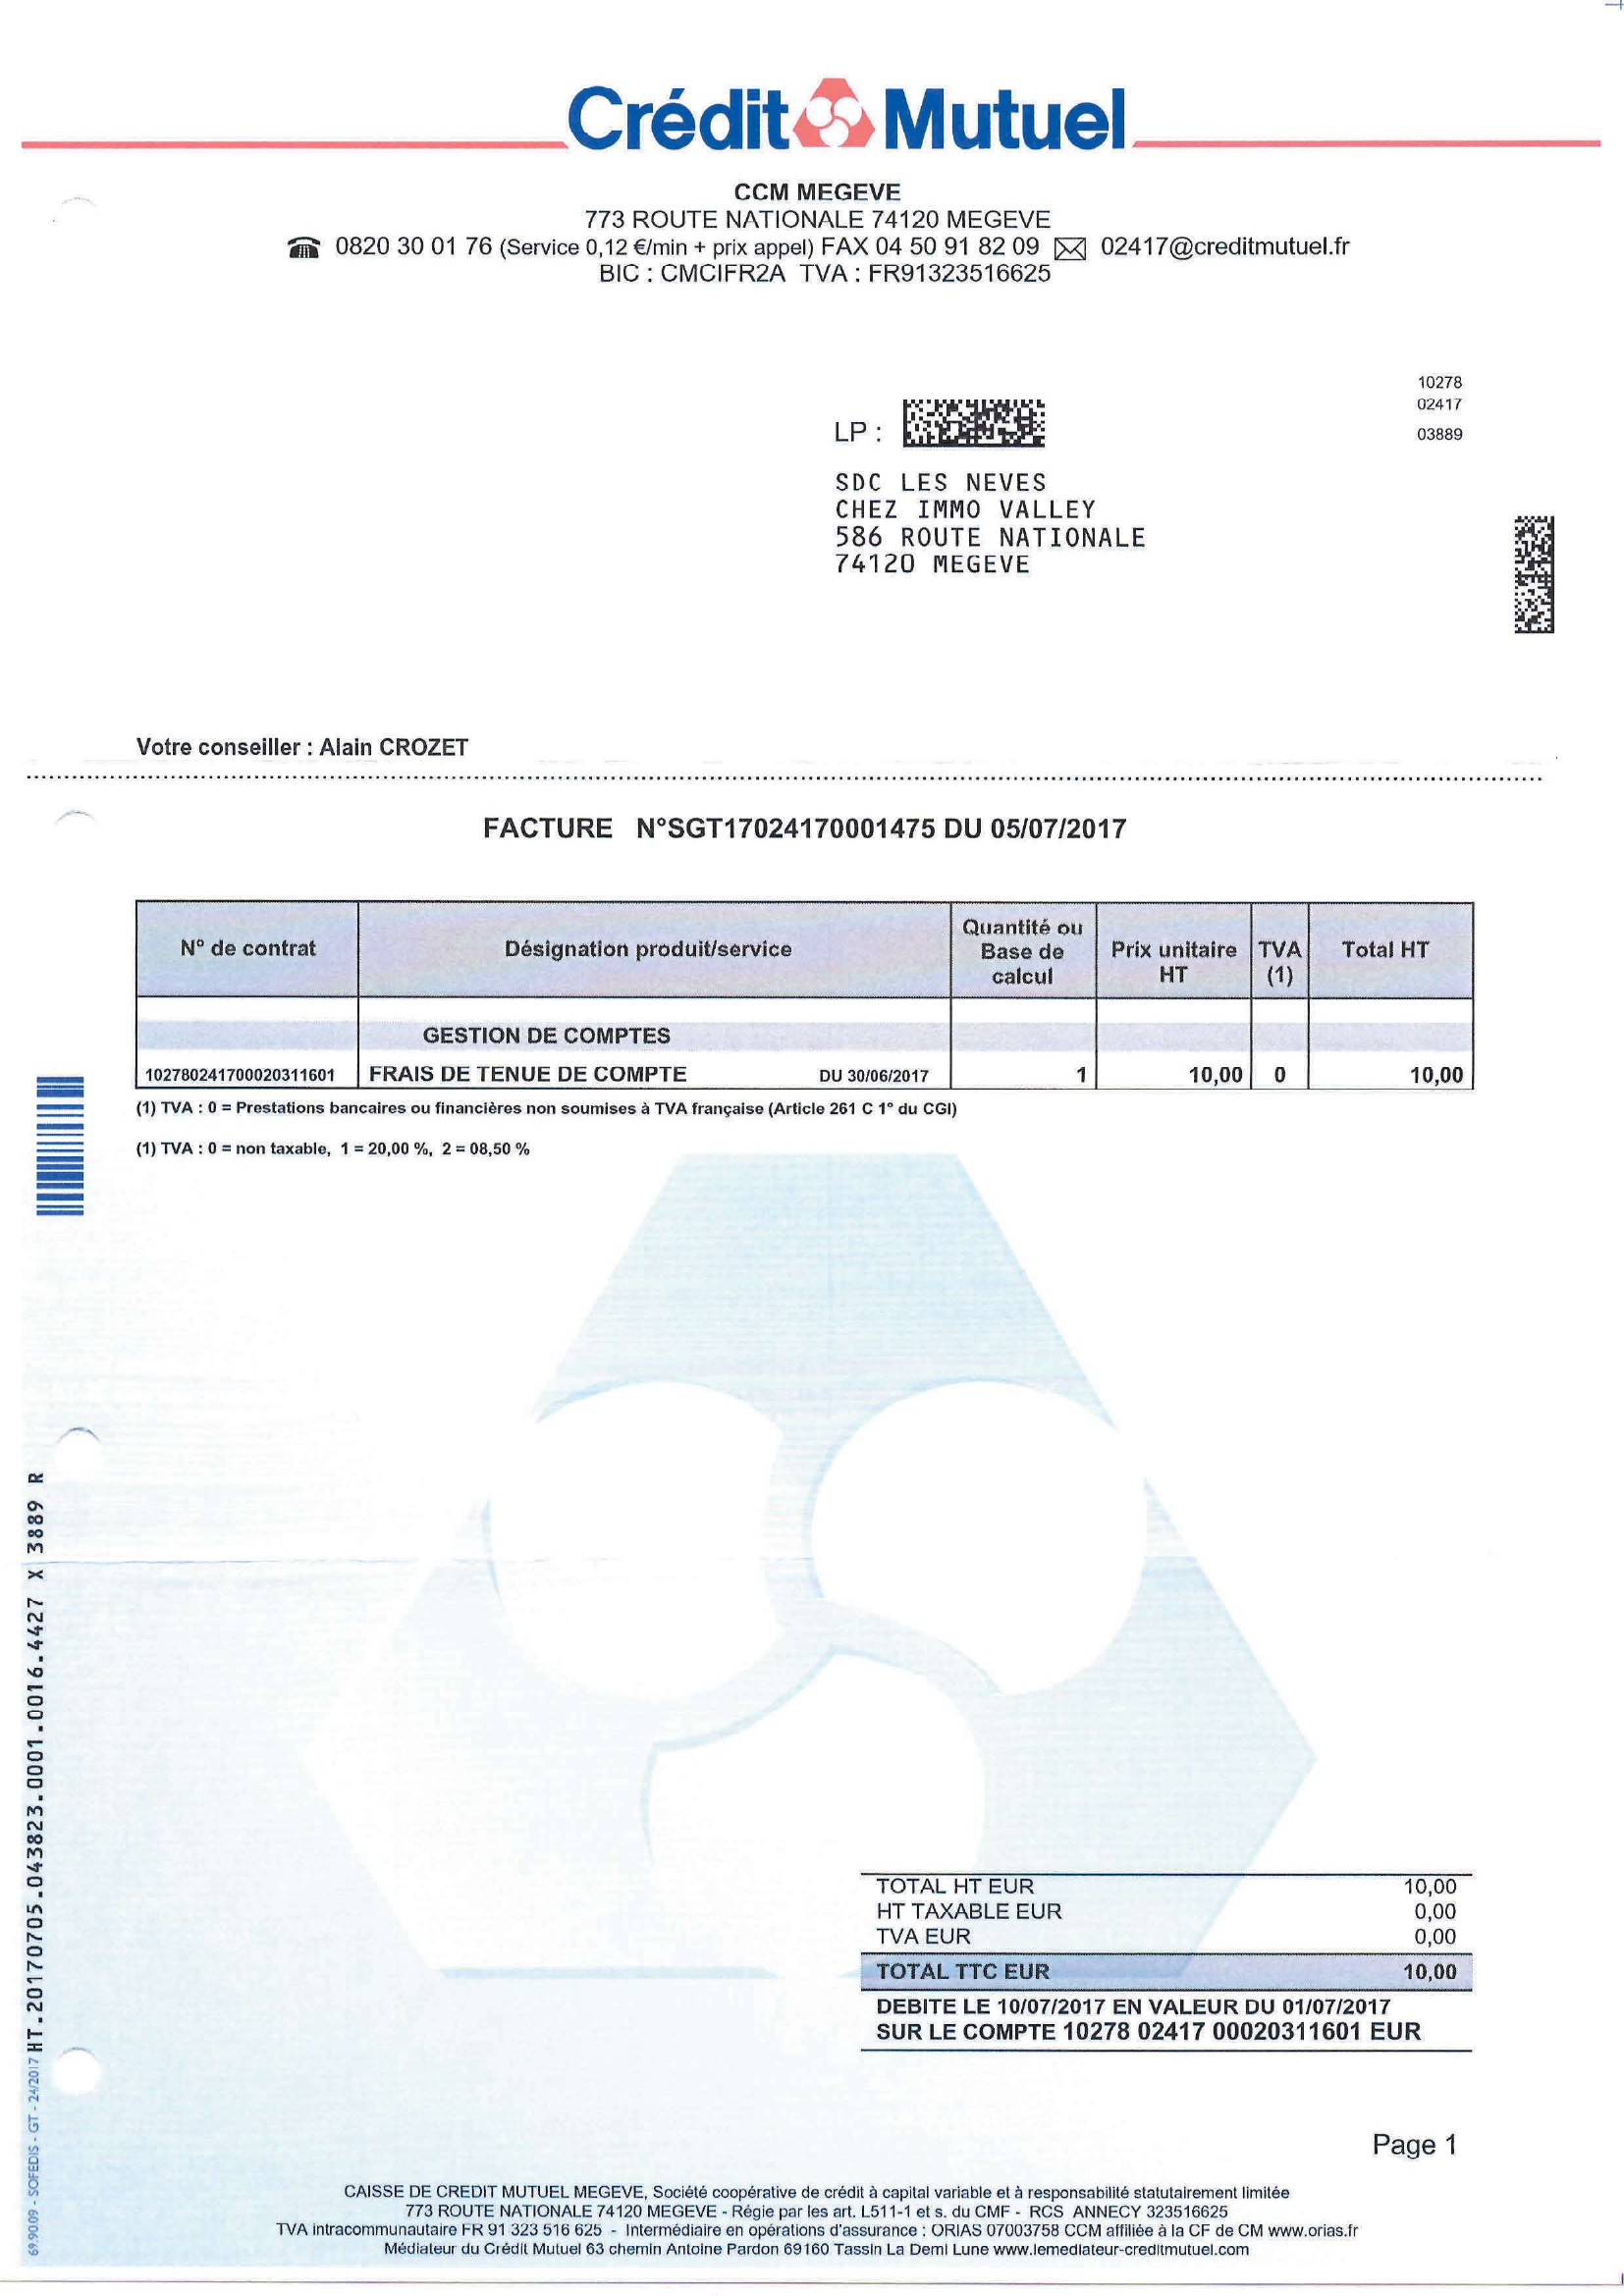 Crédit Mutuel
CCM MEGEVE
773 ROUTE NATIONALE 74120 MEGEVE
0820 30 01 76 (Service 0,12 €/min + prix appel) FAX 04 50 91 82 09 02417@creditmutuel.fr
BIC : CMCIFR2A TVA : FR91323516625
10278
02417
03889
LP :
SDC LES NEVES
CHEZ IMMO VALLEY
586 ROUTE NATIONALE
74120 MEGEVE
Votre conseiller : Alain CROZET
FACTURE N°SGT17024170001475 DU 05/07/2017
N° de contrat Désignation produit/service Quantité ou Base de calcul Prix unitaire HT TVA (1) Total HT
GESTION DE COMPTES
102780241700020311601 FRAIS DE TENUE DE COMPTE DU 30/06/2017 1 10,00 0 10,00
(1) TVA : 0 = Prestations bancaires ou financières non soumises à TVA française (Article 261 C 1° du CGI)
(1) TVA : 0 = non taxable, 1 = 20,00 %, 2 = 08,50 %
TOTAL HT EUR 10,00
HT TAXABLE EUR 0,00
TVA EUR 0,00
TOTAL TTC EUR 10,00
DEBITE LE 10/07/2017 EN VALEUR DU 01/07/2017
SUR LE COMPTE 10278 02417 00020311601 EUR
Page 1
69.90.09 - SOFEDIS - GT - 24/2017 HT.20170705.043823.0001.0016.4427 X 3889 R
CAISSE DE CREDIT MUTUEL MEGEVE, Société coopérative de crédit à capital variable et à responsabilité statutairement limitée
773 ROUTE NATIONALE 74120 MEGEVE - Régie par les art. L511-1 et s. du CMF - RCS ANNECY 323516625
TVA intracommunautaire FR 91 323 516 625 - Intermédiaire en opérations d'assurance : ORIAS 07003758 CCM affiliée à la CF de CM www.orias.fr
Médiateur du Crédit Mutuel 63 chemin Antoine Pardon 69160 Tassin La Demi Lune www.lemediateur-creditmutuel.com